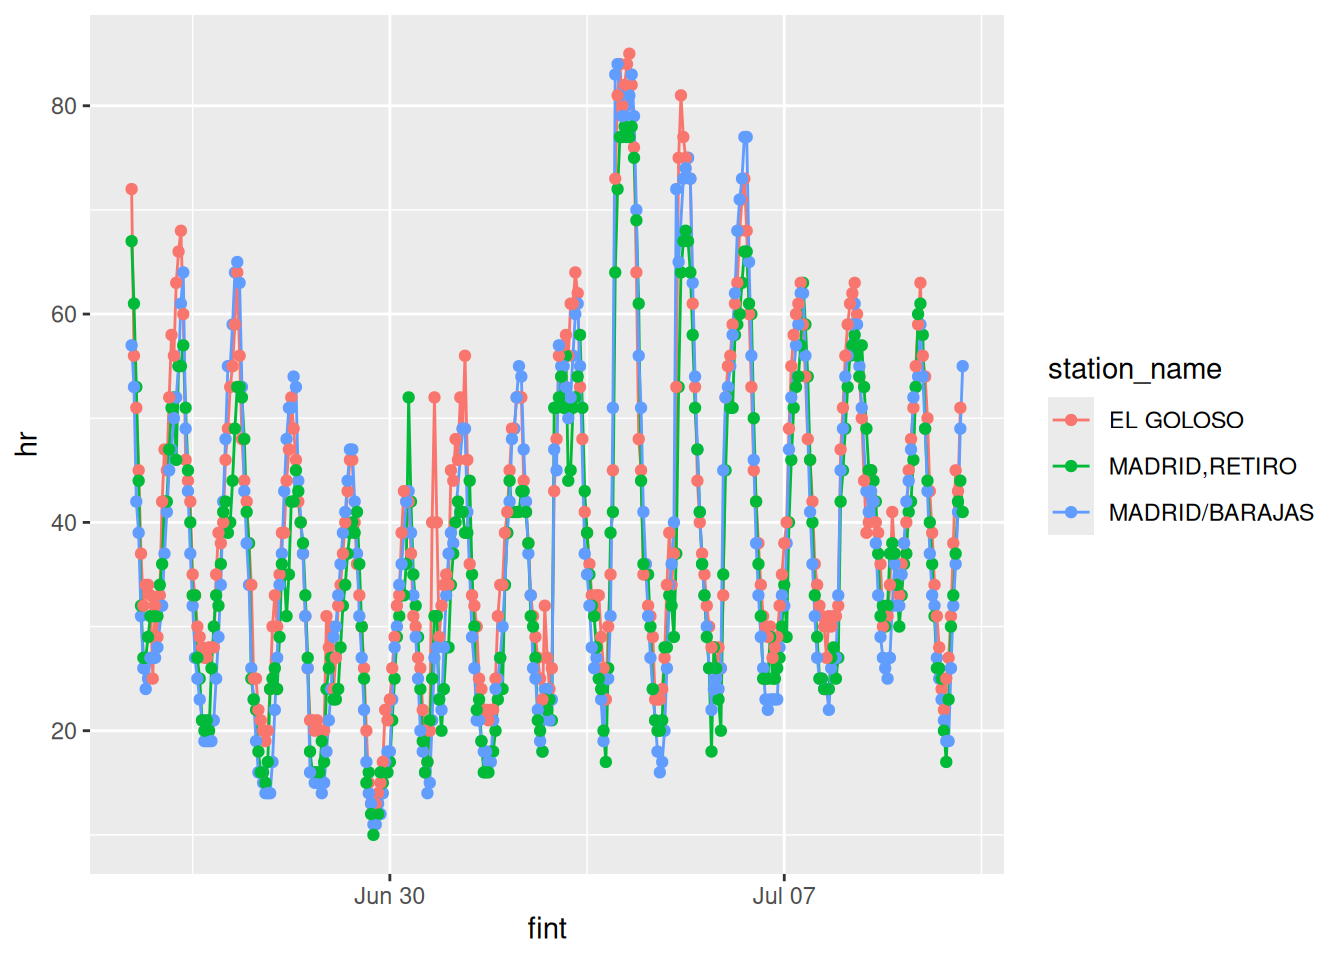 80
60
40
20
hr
Jun 30
Jul 07
fint
station_name
EL GOLOSO
MADRID,RETIRO
MADRID/BARAJAS